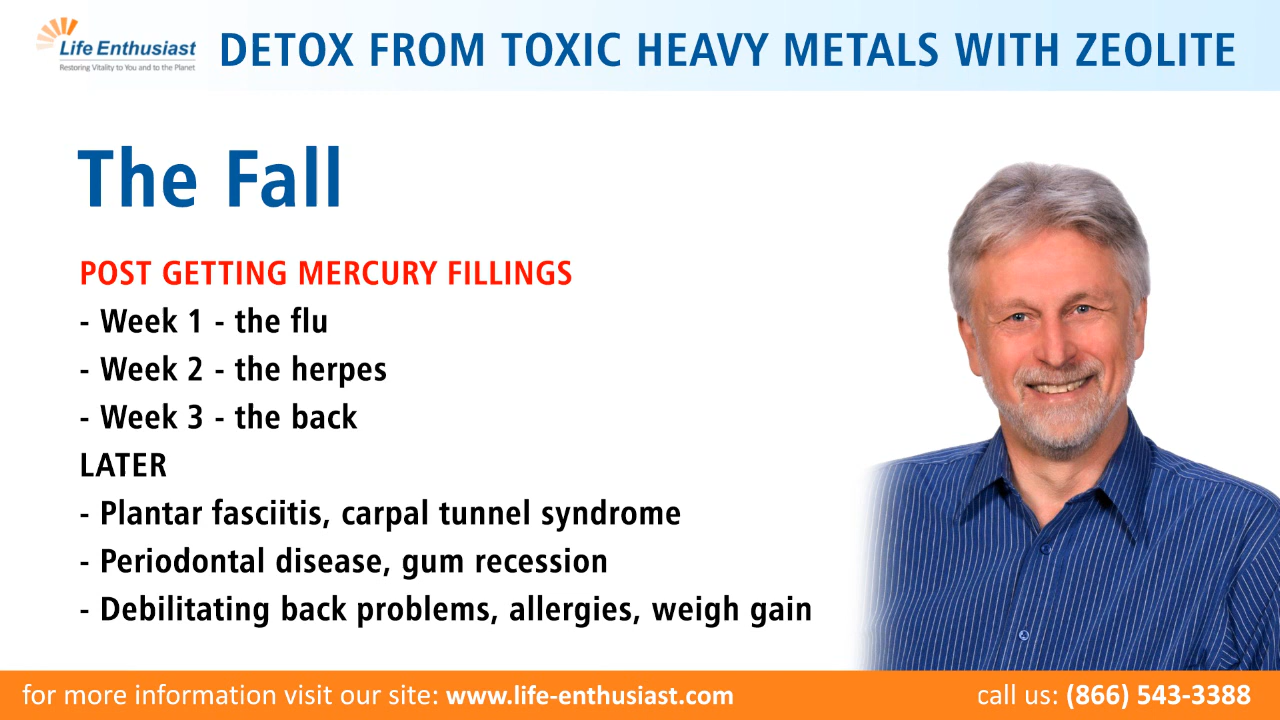 Life Enthusiast
Restoring Vitality to You and to the Planet
DETOX FROM TOXIC HEAVY METALS WITH ZEOLITE
The Fall
POST GETTING MERCURY FILLINGS
- Week 1 - the flu
- Week 2 - the herpes
- Week 3 - the back
LATER
- Plantar fasciitis, carpal tunnel syndrome
- Periodontal disease, gum recession
- Debilitating back problems, allergies, weigh gain
for more information visit our site: www.life-enthusiast.com
call us: (866) 543-3388